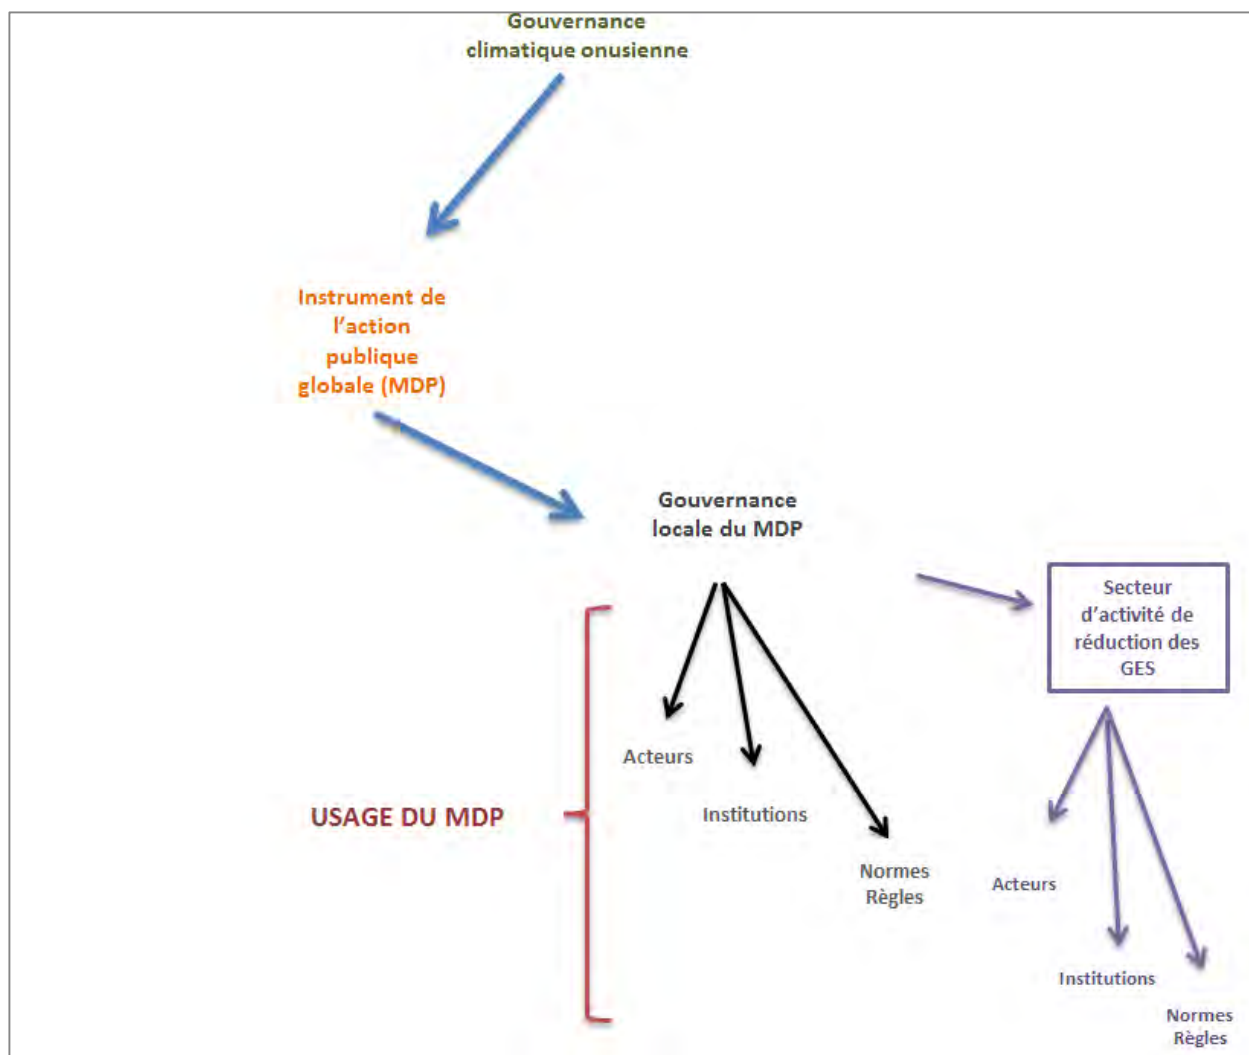 Gouvernance
climatique onusienne
Instrument de
l’action
publique
globale (MDP)
Gouvernance
locale du MDP
Secteur
d’activité de
réduction des
GES
Acteurs
Institutions
Normes
Règles
USAGE DU MDP
Acteurs
Institutions
Normes
Règles